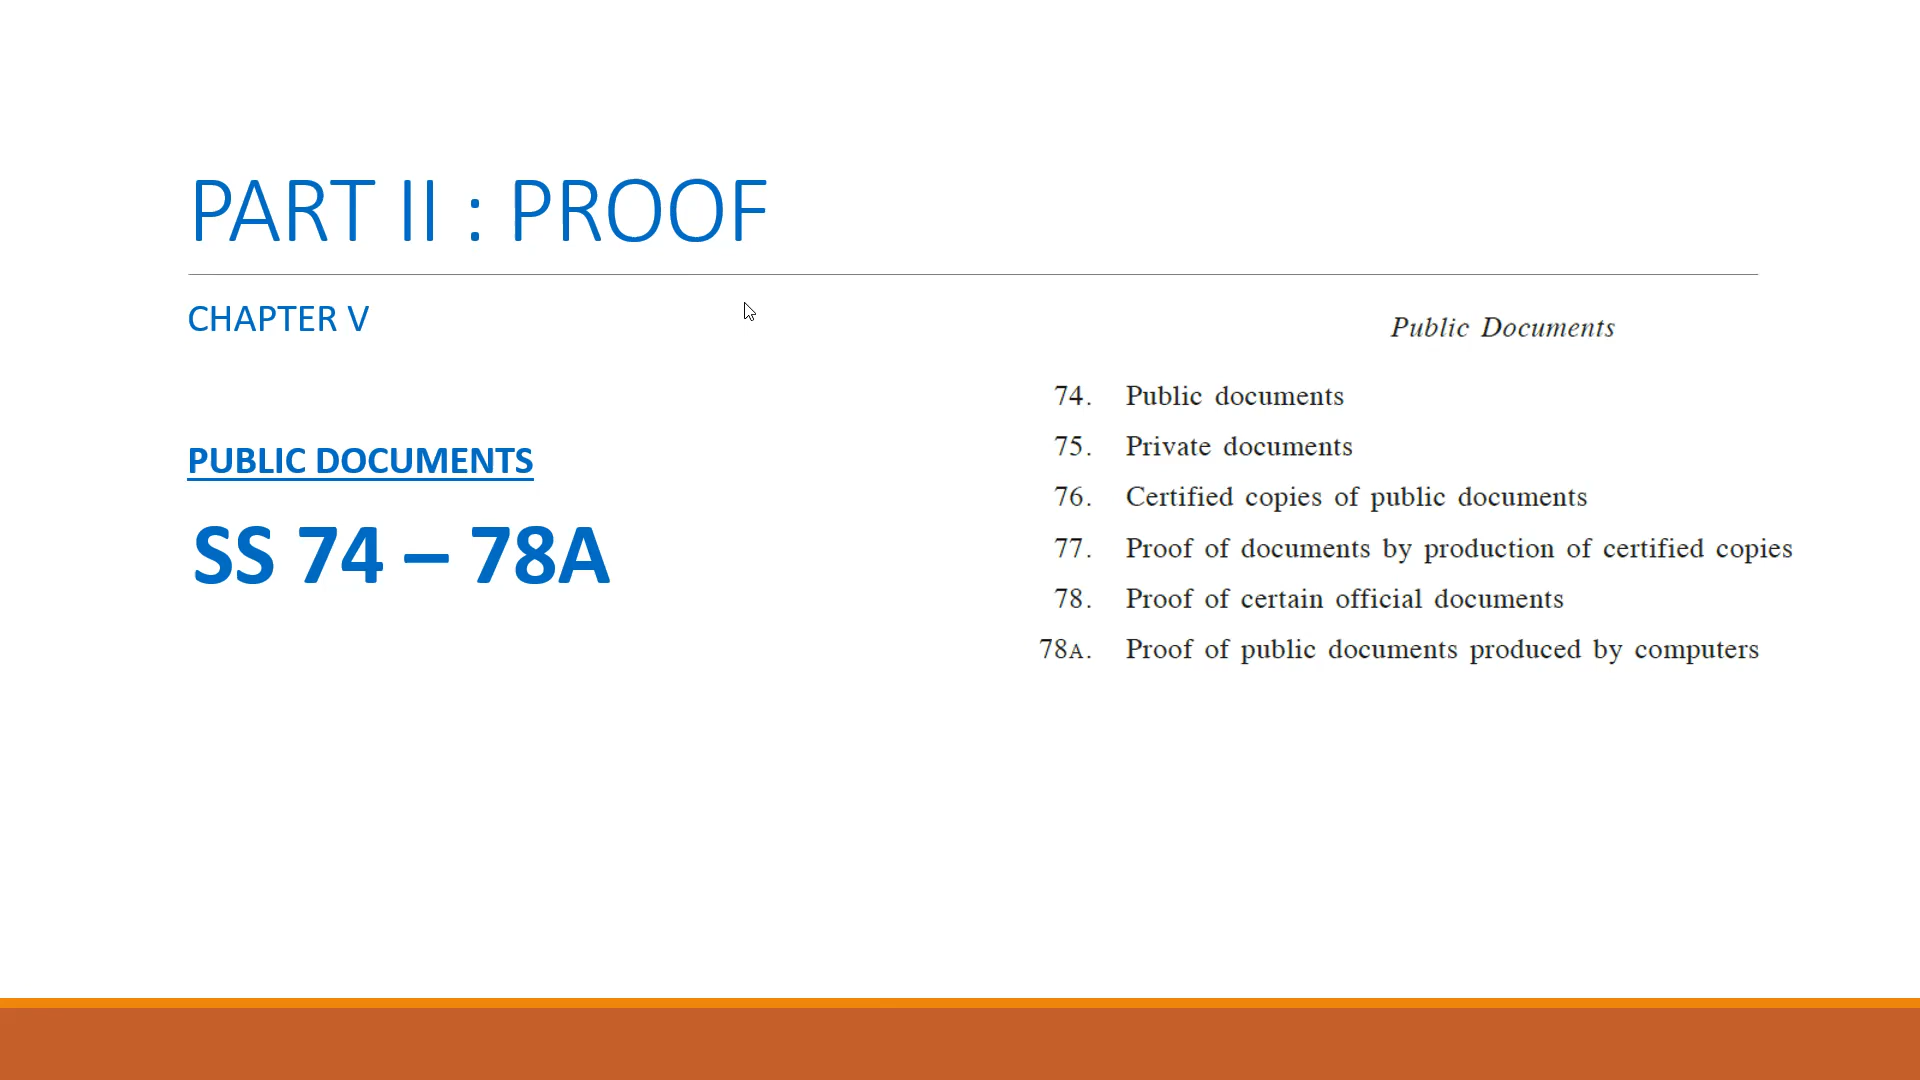 PART II : PROOF
CHAPTER V
PUBLIC DOCUMENTS
SS 74 – 78A
Public Documents
74. Public documents
75. Private documents
76. Certified copies of public documents
77. Proof of documents by production of certified copies
78. Proof of certain official documents
78A. Proof of public documents produced by computers